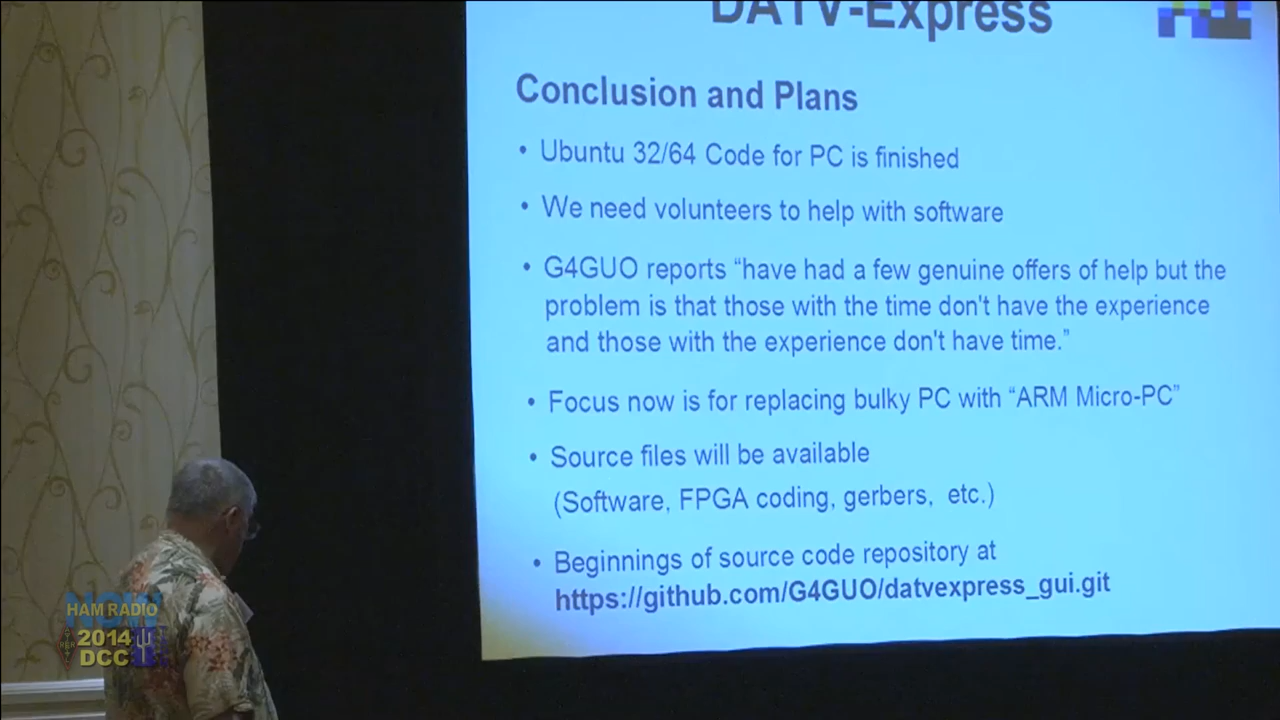 DATV-Express
Conclusion and Plans
• Ubuntu 32/64 Code for PC is finished
• We need volunteers to help with software
• G4GUO reports “have had a few genuine offers of help but the
problem is that those with the time don't have the experience
and those with the experience don't have time.”
• Focus now is for replacing bulky PC with “ARM Micro-PC”
• Source files will be available
(Software, FPGA coding, gerbers, etc.)
• Beginnings of source code repository at
https://github.com/G4GUO/datvexpress_gui.git
HAM RADIO
NOW
2014
DCC